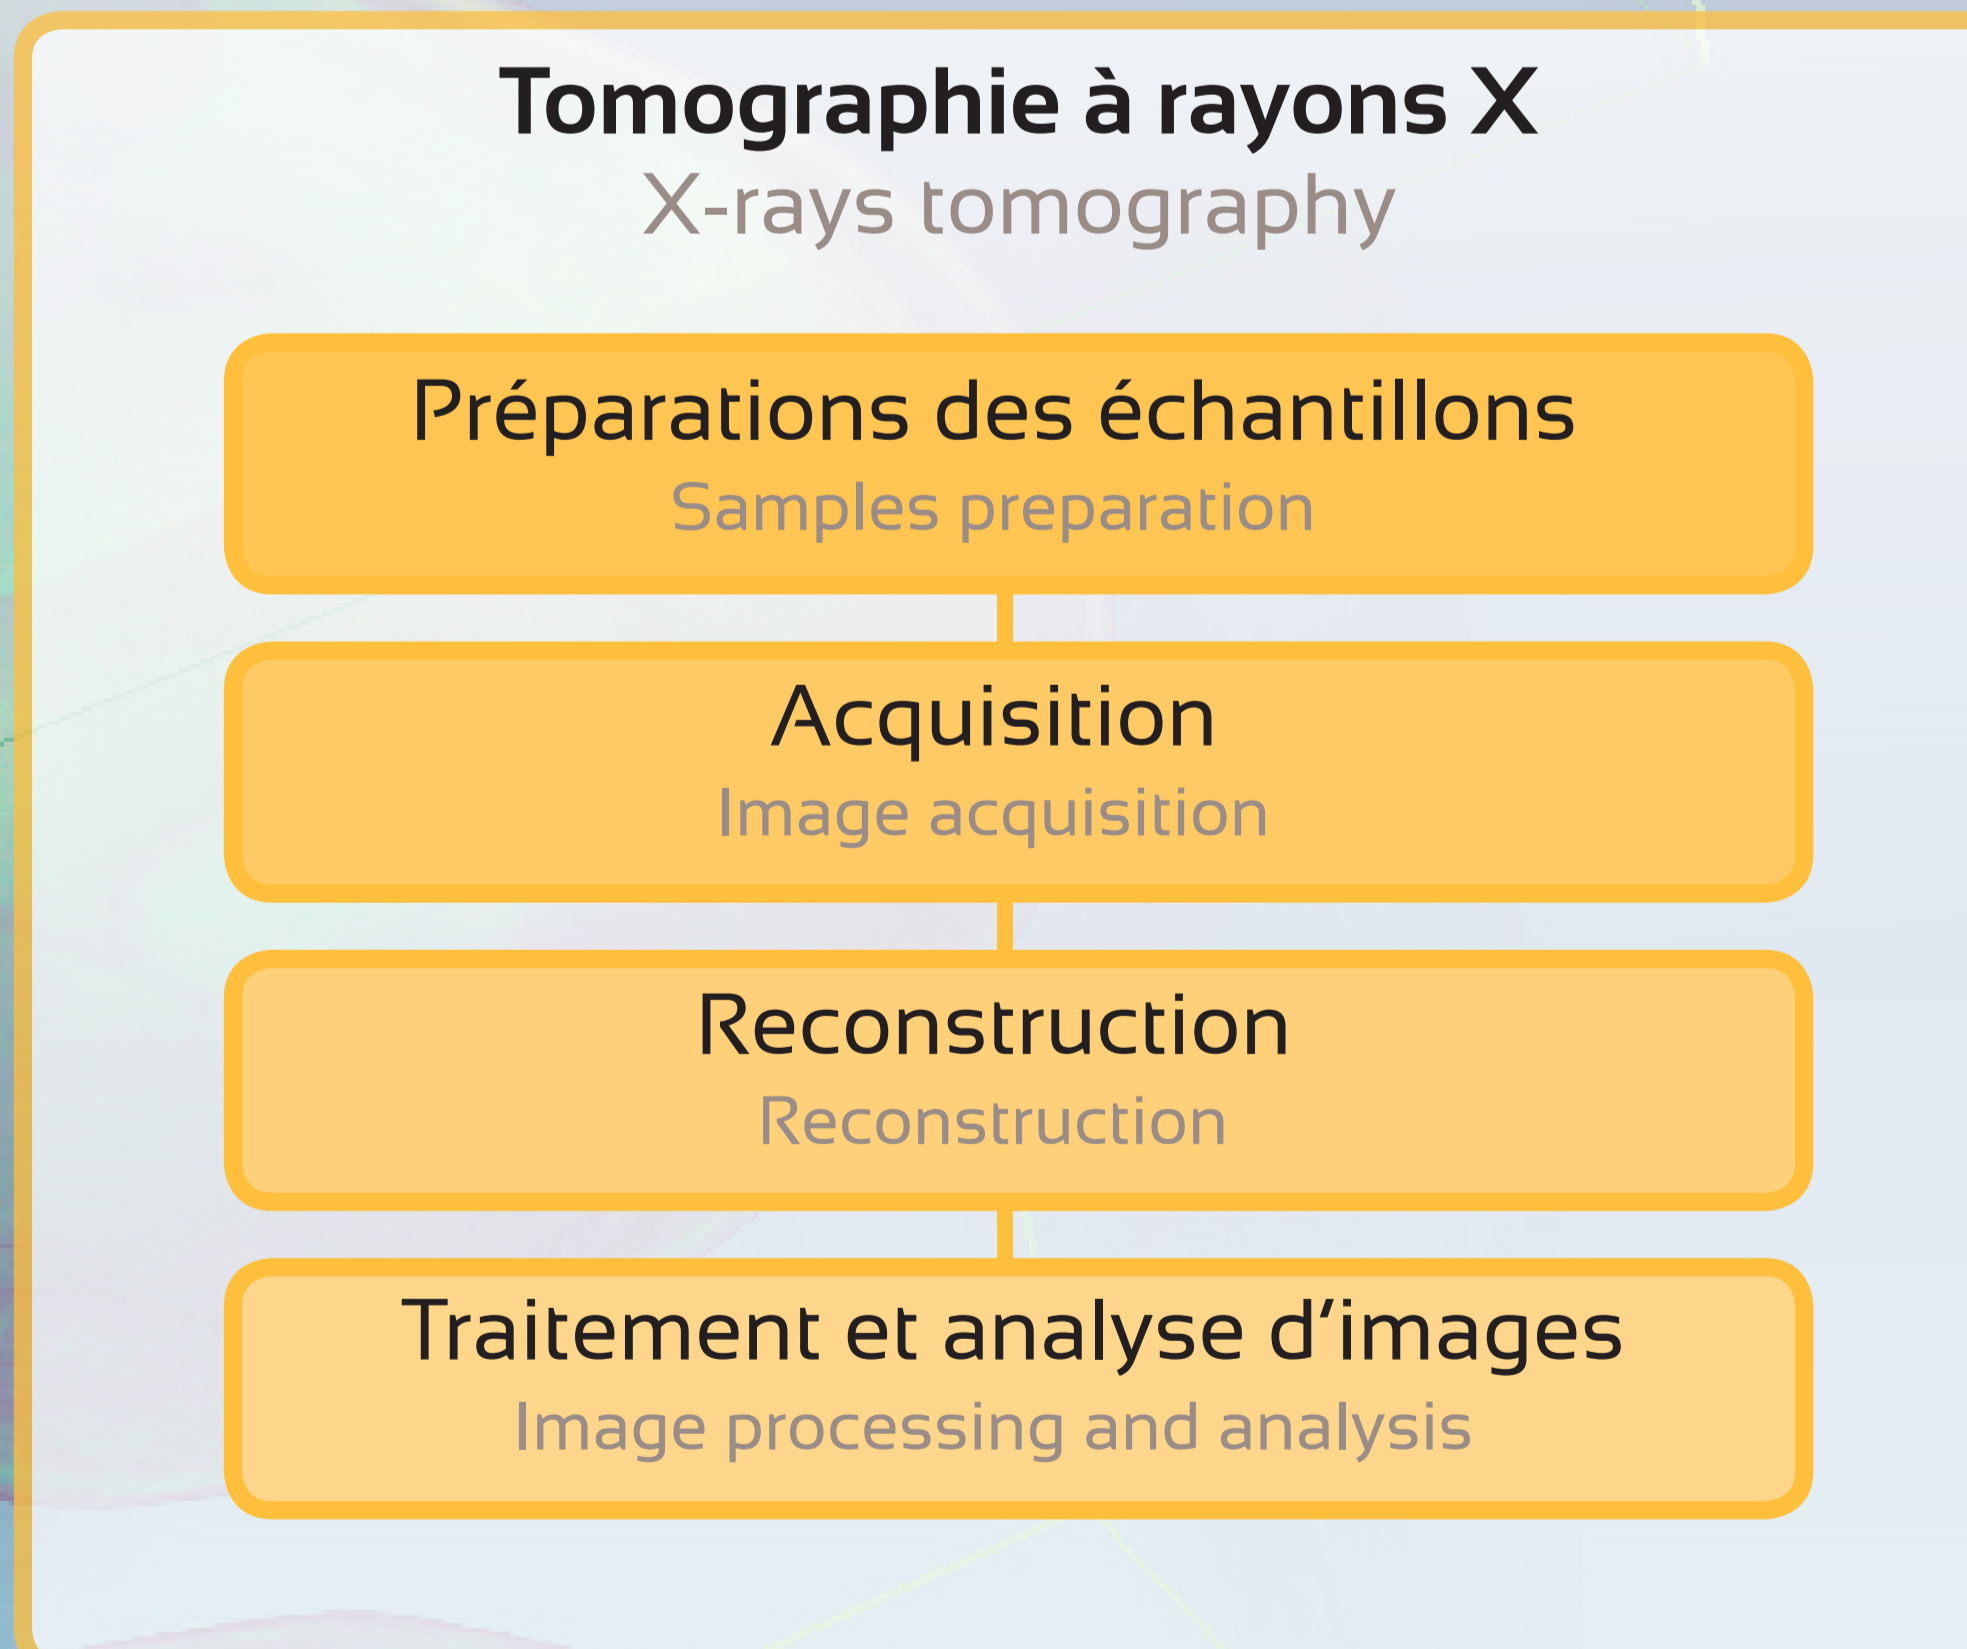 Tomographie à rayons X
X-rays tomography
Préparations des échantillons
Samples preparation
Acquisition
Image acquisition
Reconstruction
Reconstruction
Traitement et analyse d‘images
Image processing and analysis